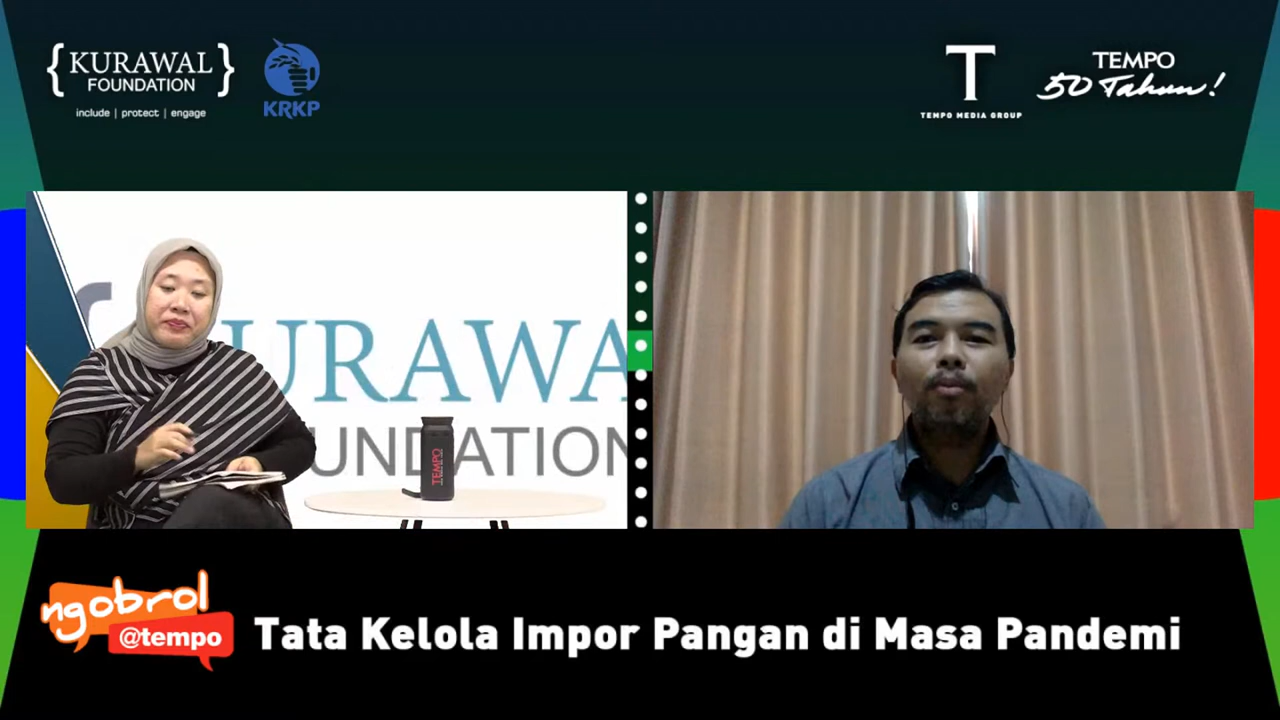 { KURAWAL }
FOUNDATION
include | protect | engage
KRKP
T
TEMPO MEDIA GROUP
TEMPO
50 Tahun!
URAWA
OUNDATION
TEMPO
ngobrol
@tempo
Tata Kelola Impor Pangan di Masa Pandemi